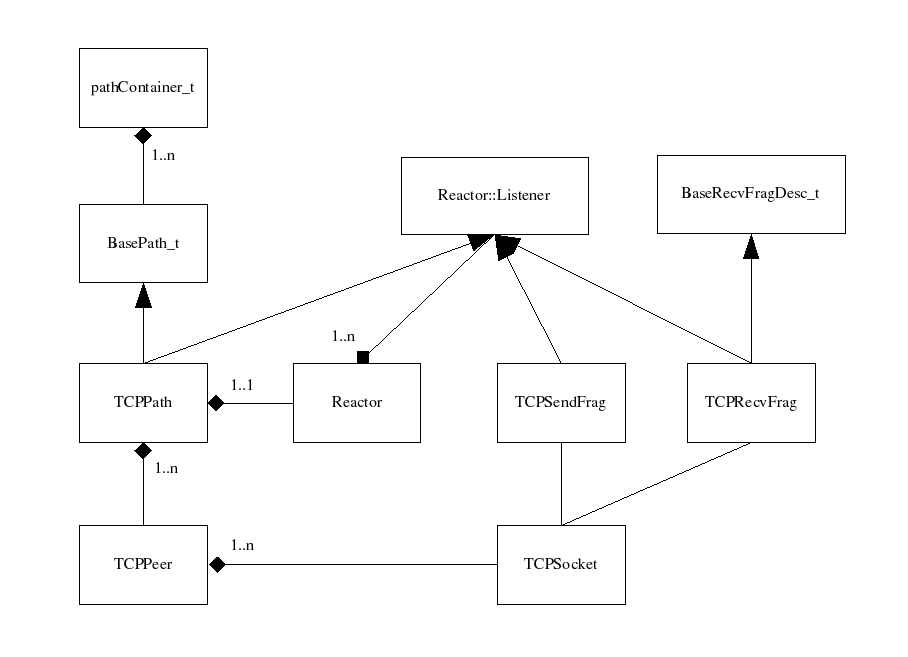 pathContainer_t
1..n
Reactor::Listener
BaseRecvFragDesc_t
BasePath_t
1..n
1..1
TCPPath
Reactor
TCPSendFrag
TCPRecvFrag
1..n
1..n
TCPPeer
TCPSocket